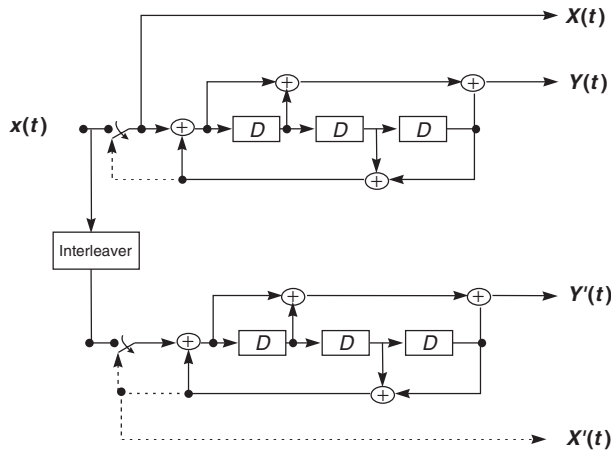 X(t)
Y(t)
x(t)
D D D
Interleaver
Y'(t)
D D D
X'(t)